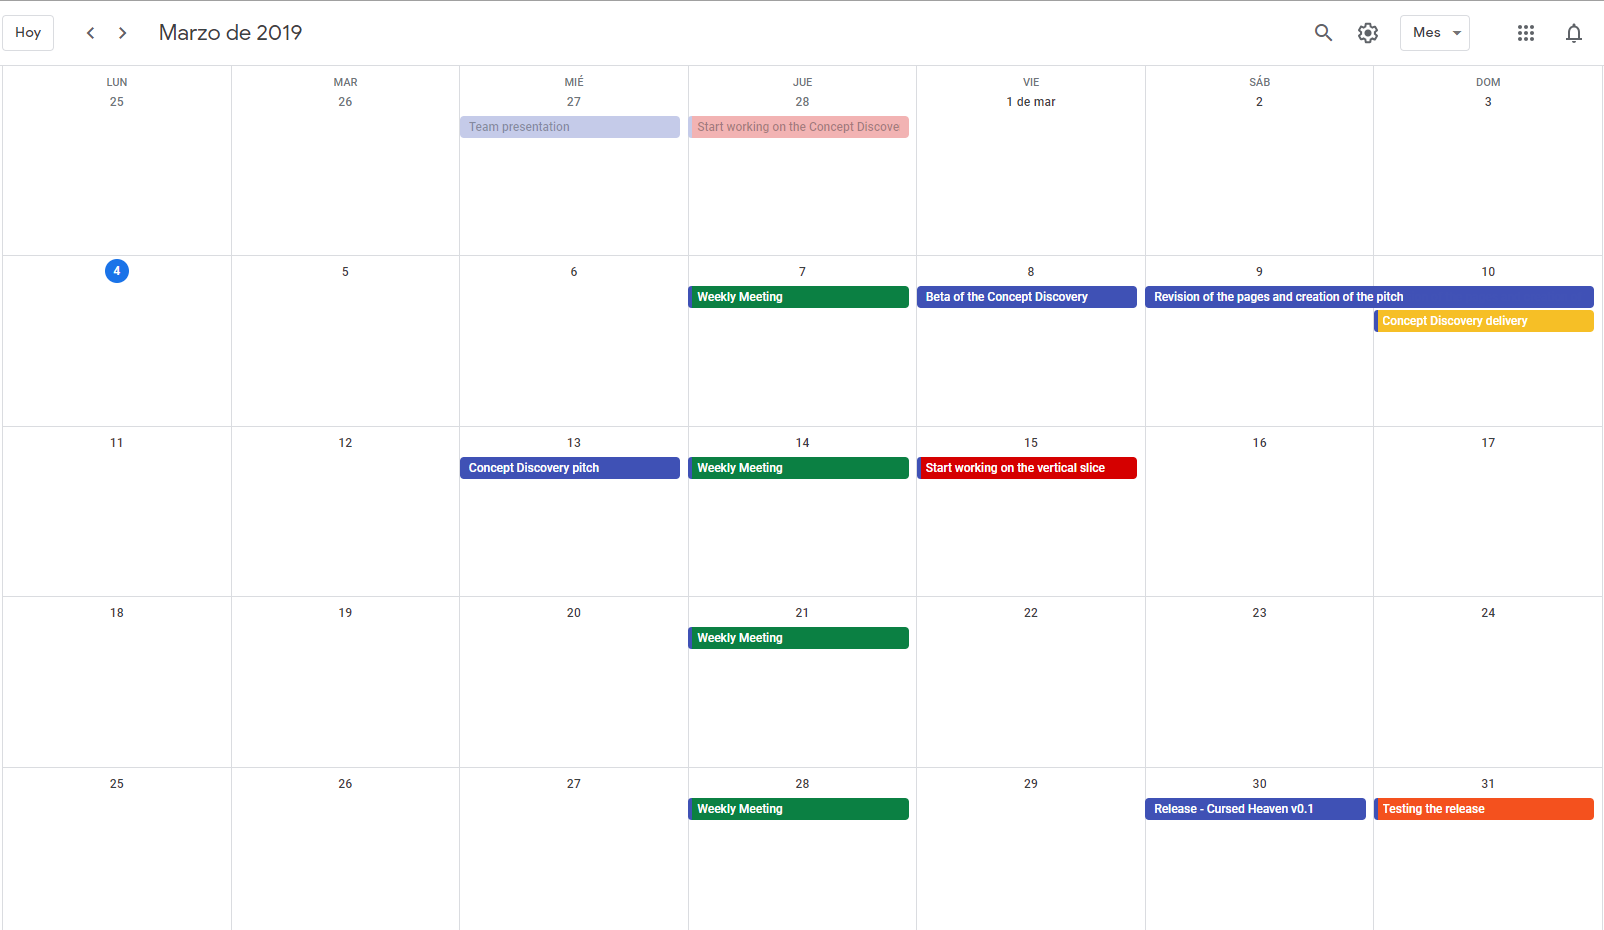 Hoy Marzo de 2019 Mes
LUN MAR MIÉ JUE VIE SÁB DOM
25 26 27 28 1 de mar 2 3
Team presentation Start working on the Concept Discove
4 5 6 7 8 9 10
Weekly Meeting Beta of the Concept Discovery Revision of the pages and creation of the pitch
Concept Discovery delivery
11 12 13 14 15 16 17
Concept Discovery pitch Weekly Meeting Start working on the vertical slice
18 19 20 21 22 23 24
Weekly Meeting
25 26 27 28 29 30 31
Weekly Meeting Release - Cursed Heaven v0.1 Testing the release